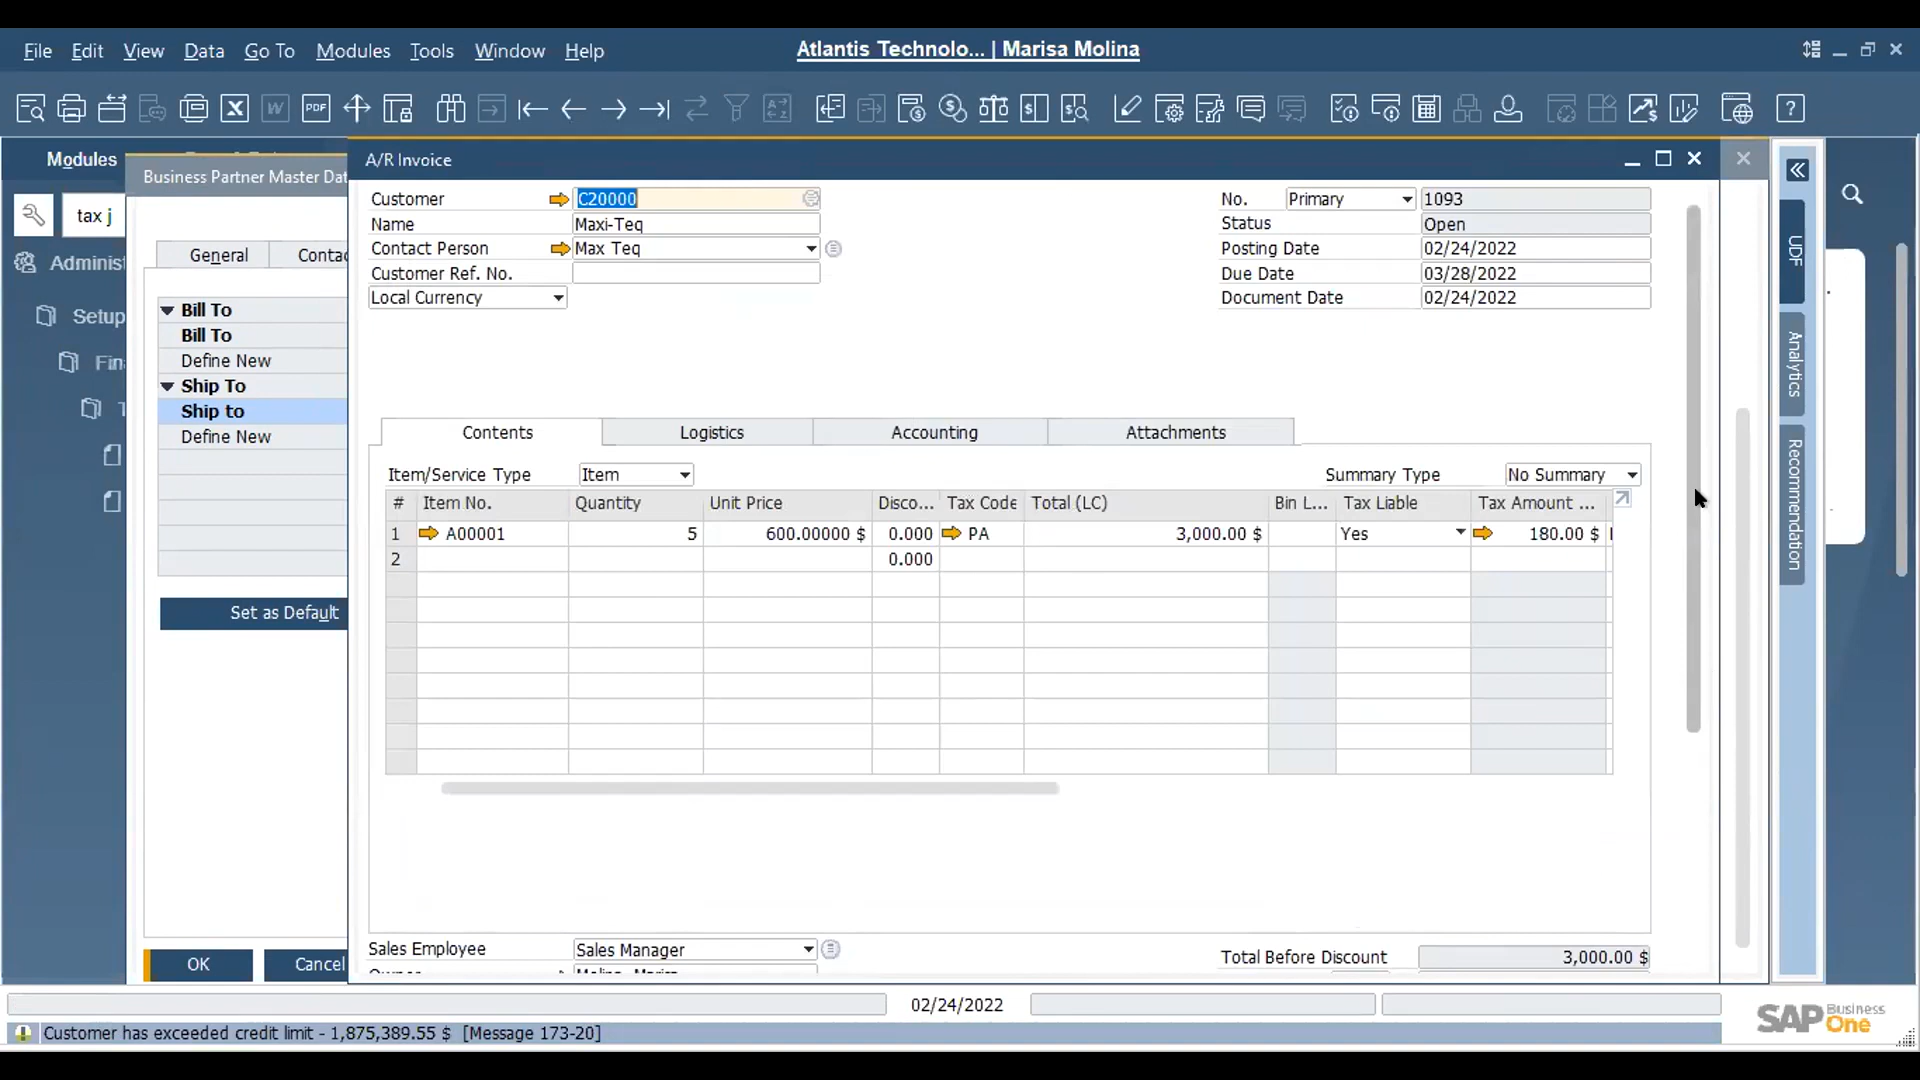 File Edit View Data Go To Modules Tools Window Help
Atlantis Technolo... | Marisa Molina
W PDF
Modules
Business Partner Master Dat
tax j
General
Administ
Setup
Fin
Bill To
Bill To
Define New
Ship To
Ship to
Define New
Set as Default
OK
Cancel
A/R Invoice
Customer C20000
Name Maxi-Teq
Contact Person Max Teq
Customer Ref. No.
Local Currency
No. Primary 1093
Status Open
Posting Date 02/24/2022
Due Date 03/28/2022
Document Date 02/24/2022
Contents Logistics Accounting Attachments
Item/Service Type Item Summary Type No Summary
# Item No. Quantity Unit Price Disco... Tax Code Total (LC) Bin L... Tax Liable Tax Amount ...
1 A00001 5 600.00000 $ 0.000 PA 3,000.00 $ Yes 180.00 $
2 0.000
Sales Employee Sales Manager
Total Before Discount 3,000.00 $
UDF
Analytics
Recommendation
02/24/2022
Customer has exceeded credit limit - 1,875,389.55 $ [Message 173-20]
SAP Business One